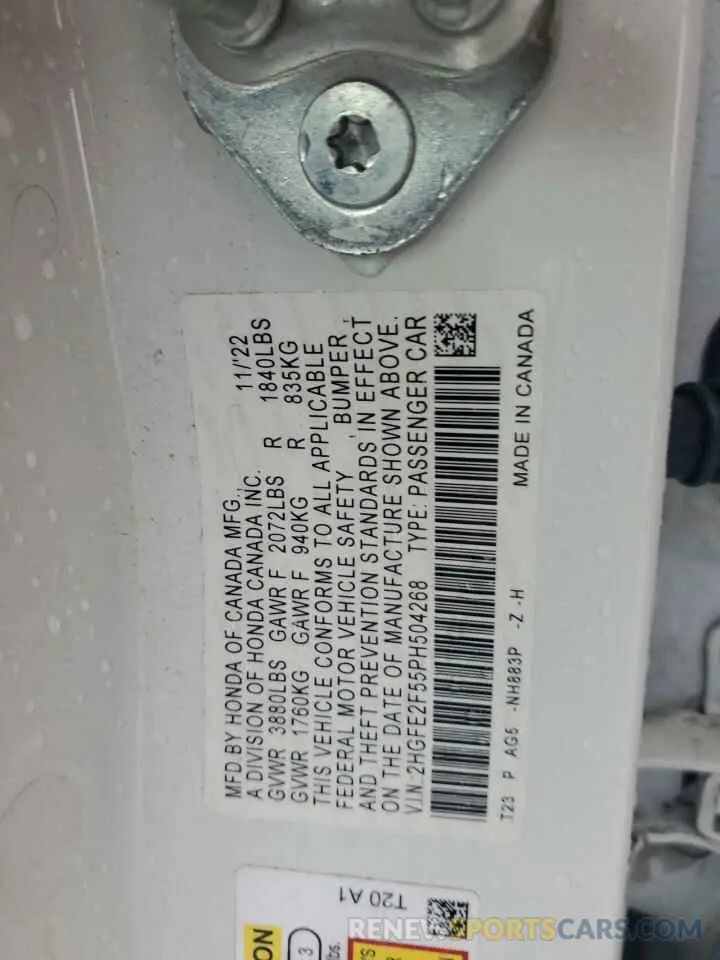 MFD.BY HONDA OF CANADA MFG., 11/'22
A DIVISION OF HONDA CANADA INC.
GVWR 3880LBS GAWR F 2072LBS R 1840LBS
GVWR 1760KG GAWR F 940KG R 835KG
THIS VEHICLE CONFORMS TO ALL APPLICABLE
FEDERAL MOTOR VEHICLE SAFETY , BUMPER ,
AND THEFT PREVENTION STANDARDS IN EFFECT
ON THE DATE OF MANUFACTURE SHOWN ABOVE.
V.I.N:2HGFE2F55PH504268 TYPE: PASSENGER CAR
T23 P AG5 -NH883P -Z -H
MADE IN CANADA
T20 A1
ON
3
lbs.
RENEWSPORTSCARS.COM